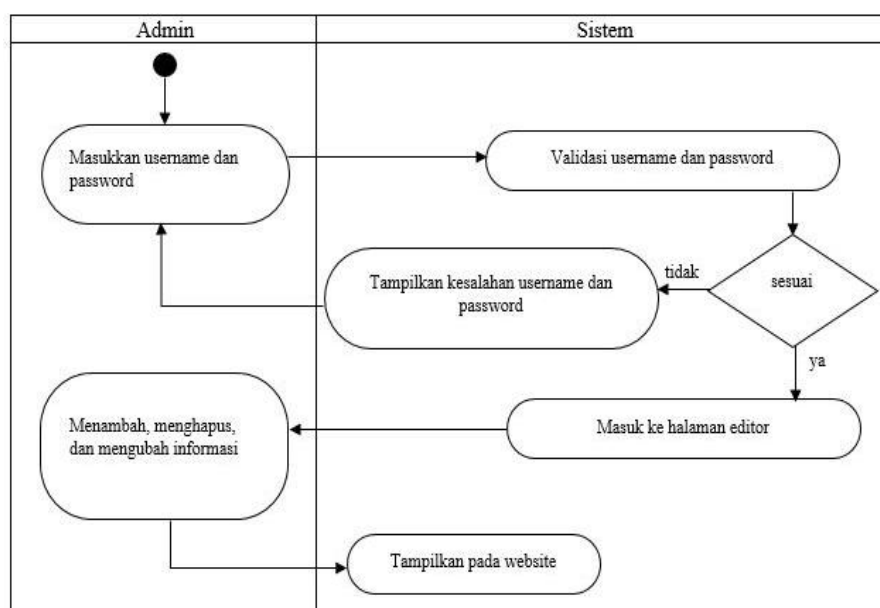 Admin
Sistem
Masukkan username dan
password
Validasi username dan password
sesuai
tidak
Tampilkan kesalahan username dan
password
ya
Masuk ke halaman editor
Menambah, menghapus,
dan mengubah informasi
Tampilkan pada website